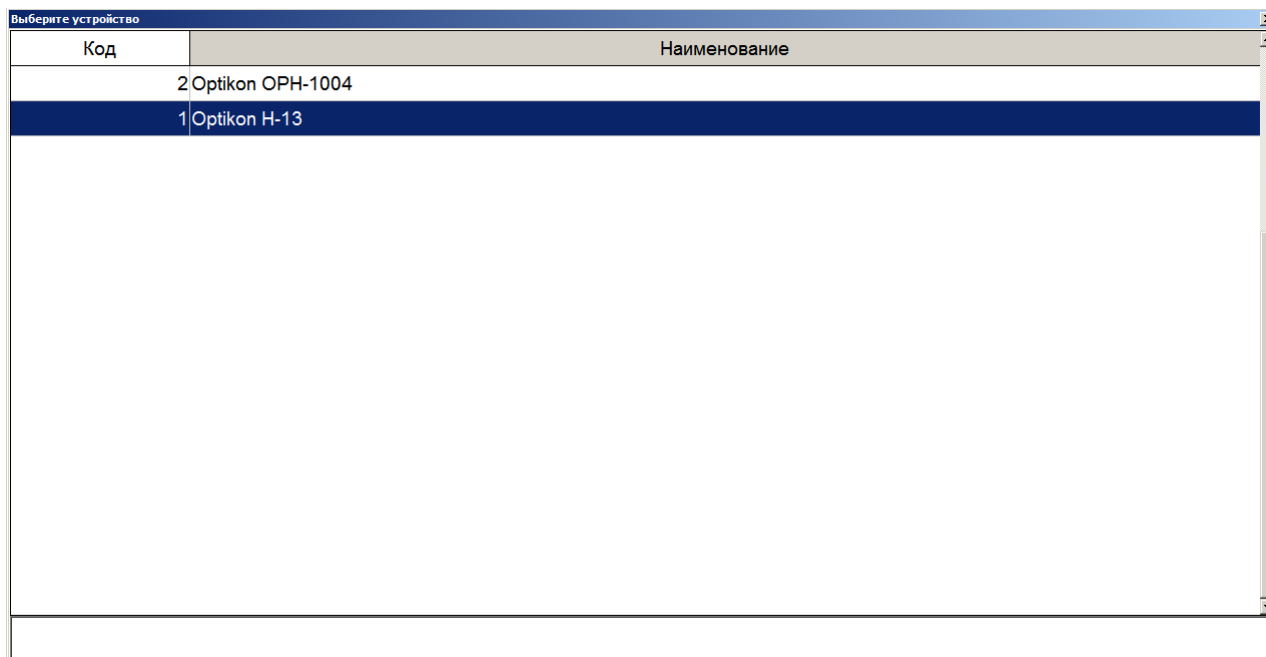 Выберите устройство
Код Наименование
2 Optikon OPH-1004
1 Optikon H-13